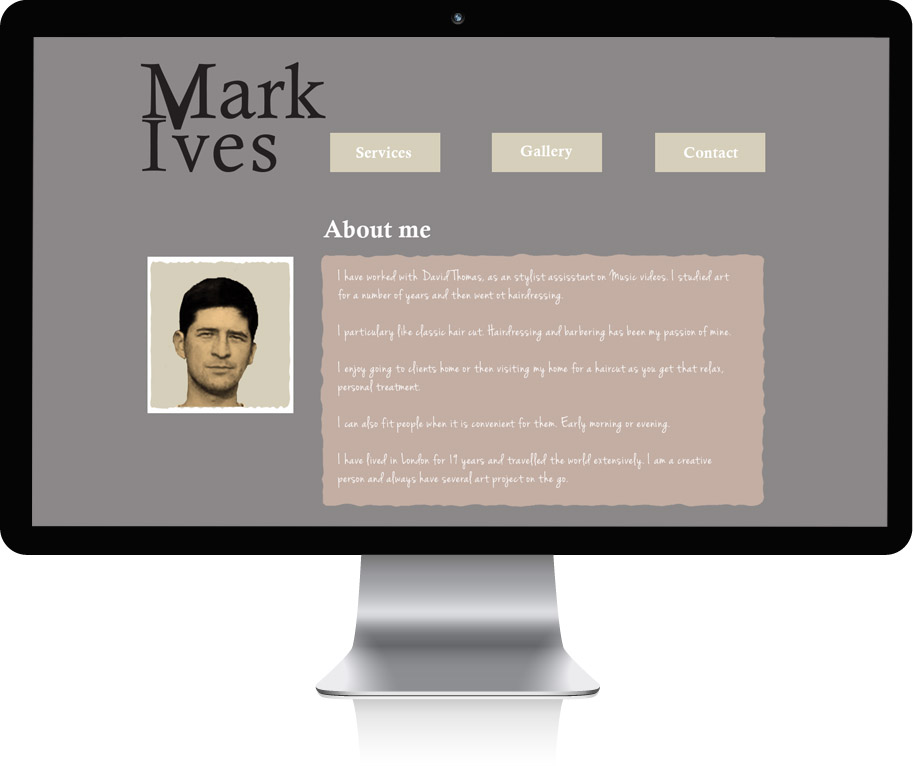 Mark
Ives
Services Gallery Contact
About me
I have worked with David Thomas, as an stylist assisstant on Music videos. I studied art
for a number of years and then went ot hairdressing.
I particulary like classic hair cut. Hairdressing and barbering has been my passion of mine.
I enjoy going to clients home or then visiting my home for a haircut as you get that relax,
personal treatment.
I can also fit people when it is convenient for them. Early morning or evening.
I have lived in London for 19 years and travelled the world extensively. I am a creative
person and always have several art project on the go.